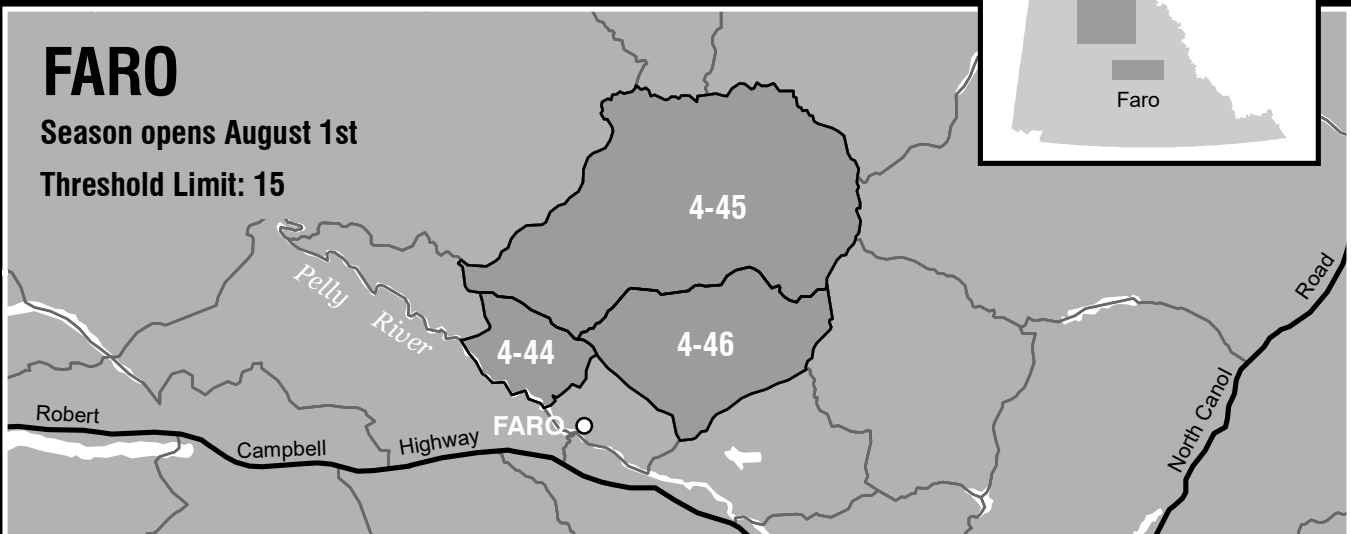 FARO
Season opens August 1st
Threshold Limit: 15
Faro
4-45
Pelly River
4-44
4-46
FARO
Robert Campbell Highway
North Canol Road